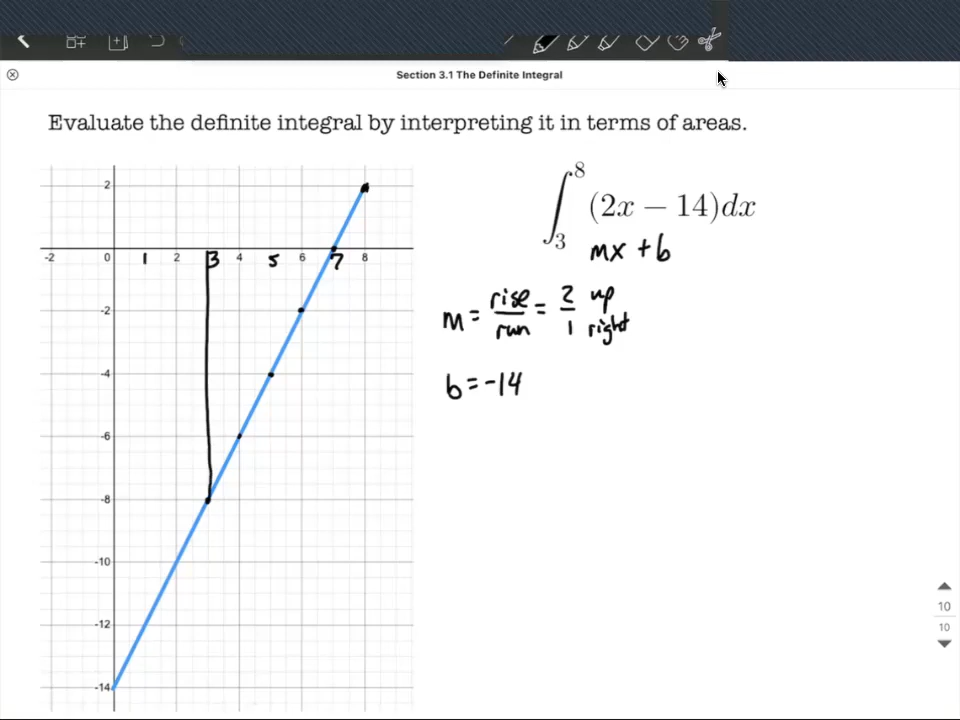 Section 3.1 The Definite Integral
Evaluate the definite integral by interpreting it in terms of areas.
∫₃⁸ (2x − 14)dx
mx + b
m = rise/run = 2/1 up right
b = -14
2
-2 0 1 2 3 4 5 6 7 8
-2
-4
-6
-8
-10
-12
-14
10
10